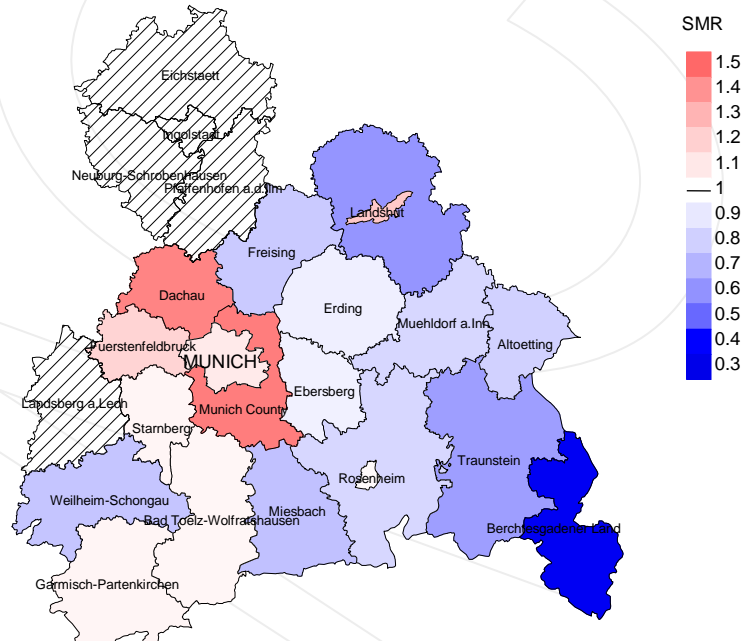 SMR
1.5
1.4
1.3
1.2
1.1
1
0.9
0.8
0.7
0.6
0.5
0.4
0.3
Eichstaett
Ingolstadt
Neuburg-Schrobenhausen
Pfaffenhofen a.d.Ilm
Landshut
Freising
Dachau
Erding
Muehldorf a.Inn
Altoetting
Fuerstenfeldbruck
MUNICH
Ebersberg
Landsberg a.Lech
Munich County
Starnberg
Traunstein
Rosenheim
Weilheim-Schongau
Miesbach
Bad Toelz-Wolfratshausen
Berchtesgadener Land
Garmisch-Partenkirchen